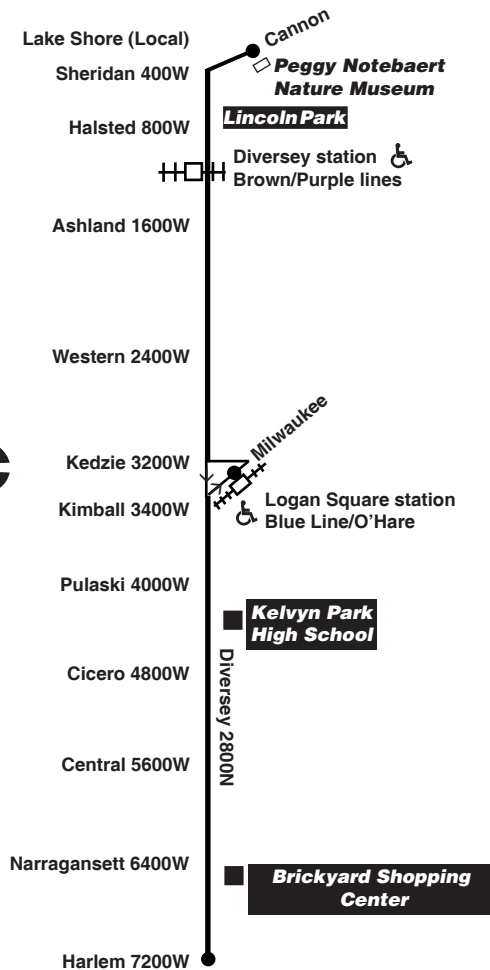 Lake Shore (Local)
Cannon
Sheridan 400W
Peggy Notebaert
Nature Museum
Lincoln Park
Halsted 800W
Diversey station
Brown/Purple lines
Ashland 1600W
Western 2400W
Milwaukee
Kedzie 3200W
Logan Square station
Blue Line/O'Hare
Kimball 3400W
Pulaski 4000W
Kelvyn Park
High School
Diversey 2800N
Cicero 4800W
Central 5600W
Narragansett 6400W
Brickyard Shopping
Center
Harlem 7200W